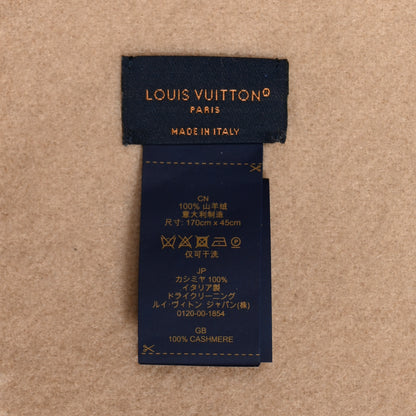 LOUIS VUITTON®
PARIS
MADE IN ITALY
CN
100% 山羊绒
意大利制造
尺寸: 170cm x 45cm
仅可干洗
JP
カシミヤ 100%
イタリア製
ドライクリーニング
ルイ・ヴィトン ジャパン(株)
0120-00-1854
GB
100% CASHMERE